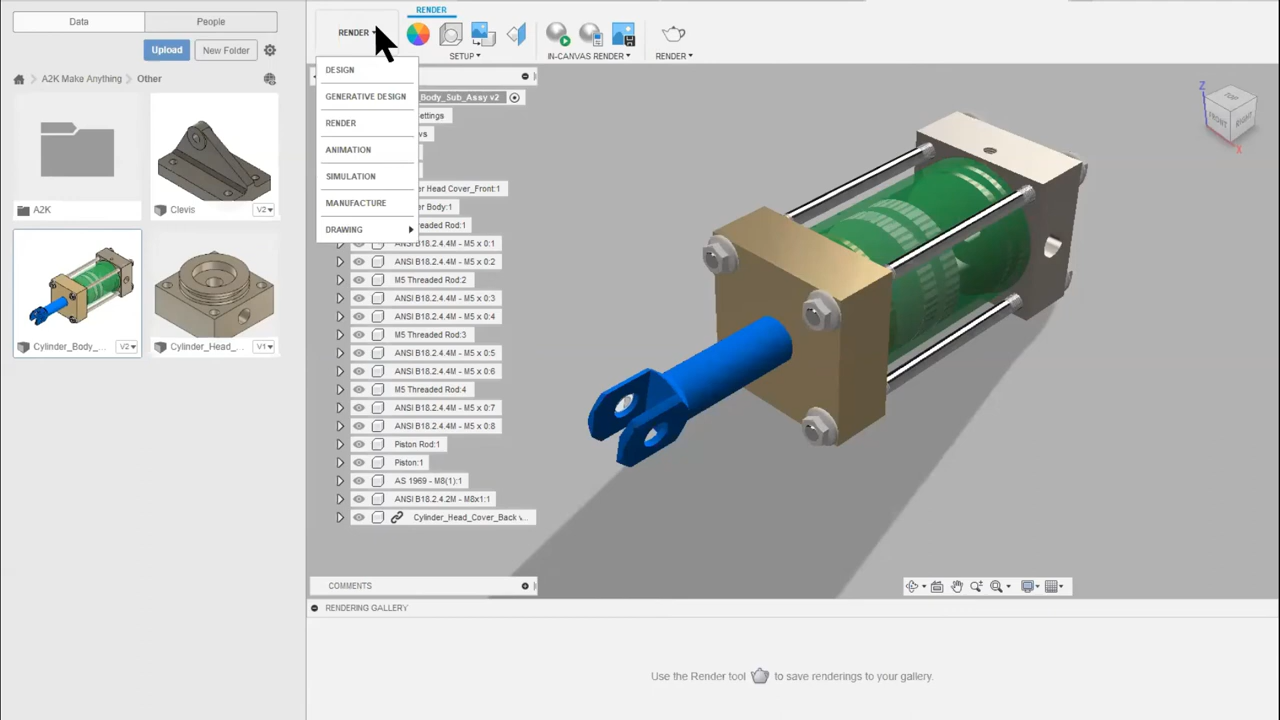 Data
People
Upload
New Folder
A2K Make Anything
Other
A2K
Clevis
V2
Cylinder_Body_...
V2
Cylinder_Head_...
V1
RENDER
RENDER
SETUP
IN-CANVAS RENDER
RENDER
DESIGN
GENERATIVE DESIGN
RENDER
ANIMATION
SIMULATION
MANUFACTURE
DRAWING
_Body_Sub_Assy v2
ettings
ws
er Head Cover_Front:1
er Body:1
readed Rod:1
ANSI B18.2.4.4M - M5 x 0:1
ANSI B18.2.4.4M - M5 x 0:2
M5 Threaded Rod:2
ANSI B18.2.4.4M - M5 x 0:3
ANSI B18.2.4.4M - M5 x 0:4
M5 Threaded Rod:3
ANSI B18.2.4.4M - M5 x 0:5
ANSI B18.2.4.4M - M5 x 0:6
M5 Threaded Rod:4
ANSI B18.2.4.4M - M5 x 0:7
ANSI B18.2.4.4M - M5 x 0:8
Piston Rod:1
Piston:1
AS 1969 - M8(1):1
ANSI B18.2.4.2M - M8x1:1
Cylinder_Head_Cover_Back v...
COMMENTS
RENDERING GALLERY
Use the Render tool to save renderings to your gallery.
Z
TOP
FRONT
RIGHT
X